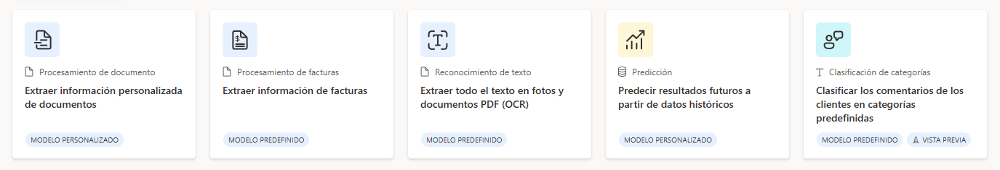 Procesamiento de documento
Extraer información personalizada
de documentos
MODELO PERSONALIZADO
$
Procesamiento de facturas
Extraer información de facturas
MODELO PREDEFINIDO
T
Reconocimiento de texto
Extraer todo el texto en fotos y
documentos PDF (OCR)
MODELO PREDEFINIDO
Predicción
Predecir resultados futuros a
partir de datos históricos
MODELO PERSONALIZADO
T Clasificación de categorías
Clasificar los comentarios de los
clientes en categorías
predefinidas
MODELO PREDEFINIDO VISTA PREVIA